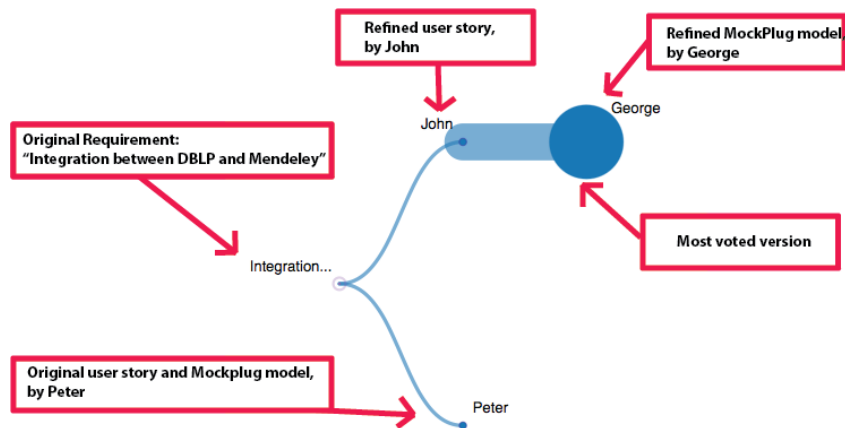 Refined user story,
by John
Refined MockPlug model,
by George
John
George
Original Requirement:
“Integration between DBLP and Mendeley”
Most voted version
Integration...
Original user story and Mockplug model,
by Peter
Peter